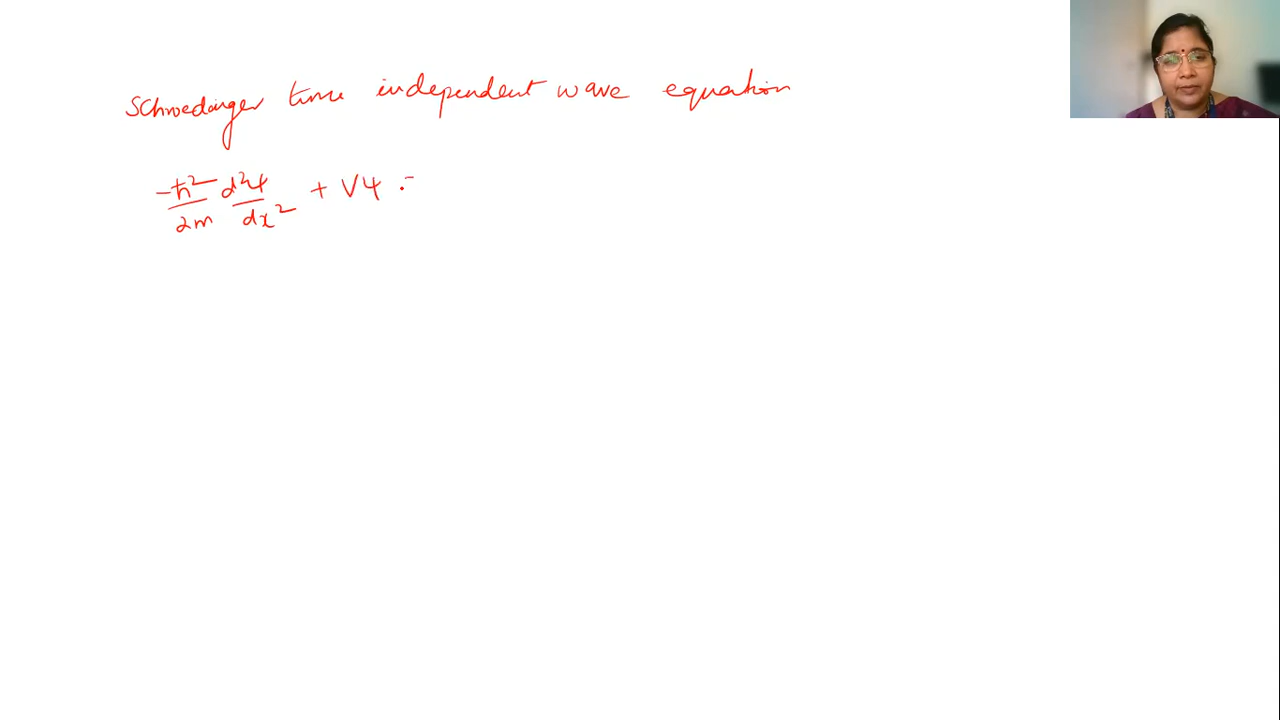 Schroedinger time independent wave equation
-ℏ²/2m d²ψ/dx² + Vψ =